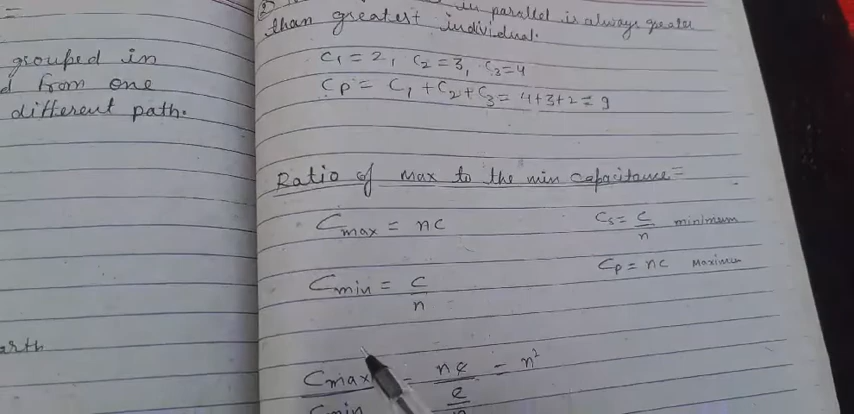 =
grouped in
d from one
different path.
arth
in parallel is always greater
than greatest individual.
C1 = 2, C2 = 3, C3 = 4
CP = C1 + C2 + C3 = 4+3+2 = 9
Ratio of max to the min capacitance =
Cmax = nC
Cs = C/n minimum
Cmin = C/n
CP = nC Maximum
Cmax/Cmin = nC/(C/n) = n²